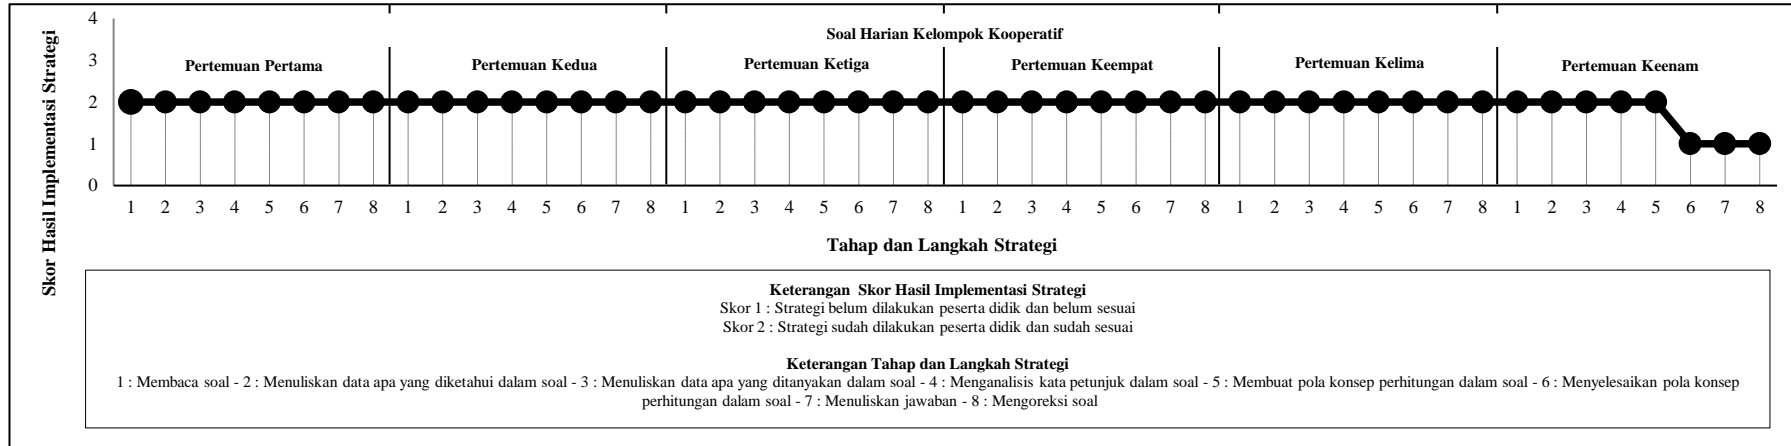 Skor Hasil Implementasi Strategi
4
3
2
1
0
Soal Harian Kelompok Kooperatif
Pertemuan Pertama
Pertemuan Kedua
Pertemuan Ketiga
Pertemuan Keempat
Pertemuan Kelima
Pertemuan Keenam
1 2 3 4 5 6 7 8 1 2 3 4 5 6 7 8 1 2 3 4 5 6 7 8 1 2 3 4 5 6 7 8 1 2 3 4 5 6 7 8 1 2 3 4 5 6 7 8
Tahap dan Langkah Strategi
Keterangan Skor Hasil Implementasi Strategi
Skor 1 : Strategi belum dilakukan peserta didik dan belum sesuai
Skor 2 : Strategi sudah dilakukan peserta didik dan sudah sesuai
Keterangan Tahap dan Langkah Strategi
1 : Membaca soal - 2 : Menuliskan data apa yang diketahui dalam soal - 3 : Menuliskan data apa yang ditanyakan dalam soal - 4 : Menganalisis kata petunjuk dalam soal - 5 : Membuat pola konsep perhitungan dalam soal - 6 : Menyelesaikan pola konsep
perhitungan dalam soal - 7 : Menuliskan jawaban - 8 : Mengoreksi soal